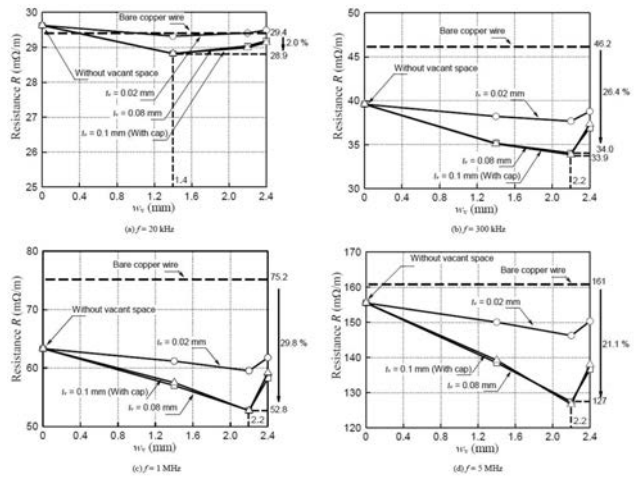 Bare copper wire
30
29.4
29
2.0 %
28.9
Without vacant space
tv = 0.02 mm
28
tv = 0.08 mm
27
tv = 0.1 mm (With cap)
26
1.4
25
0 0.4 0.8 1.2 1.6 2.0 2.4
wv (mm)
Resistance R (mΩ/m)
(a) f = 20 kHz
50
Bare copper wire
46.2
45
Without vacant space
26.4 %
tv = 0.02 mm
40
35
34.0
33.9
tv = 0.08 mm
tv = 0.1 mm (With cap)
2.2
30
0 0.4 0.8 1.2 1.6 2.0 2.4
wv (mm)
Resistance R (mΩ/m)
(b) f = 300 kHz
80
Bare copper wire
75.2
70
Without vacant space
29.8 %
tv = 0.02 mm
60
tv = 0.1 mm (With cap)
tv = 0.08 mm
52.8
2.2
50
0 0.4 0.8 1.2 1.6 2.0 2.4
wv (mm)
Resistance R (mΩ/m)
(c) f = 1 MHz
170
Without vacant space
Bare copper wire
160
161
tv = 0.02 mm
150
21.1 %
140
tv = 0.1 mm (With cap)
tv = 0.08 mm
130
127
2.2
120
0 0.4 0.8 1.2 1.6 2.0 2.4
wv (mm)
Resistance R (mΩ/m)
(d) f = 5 MHz